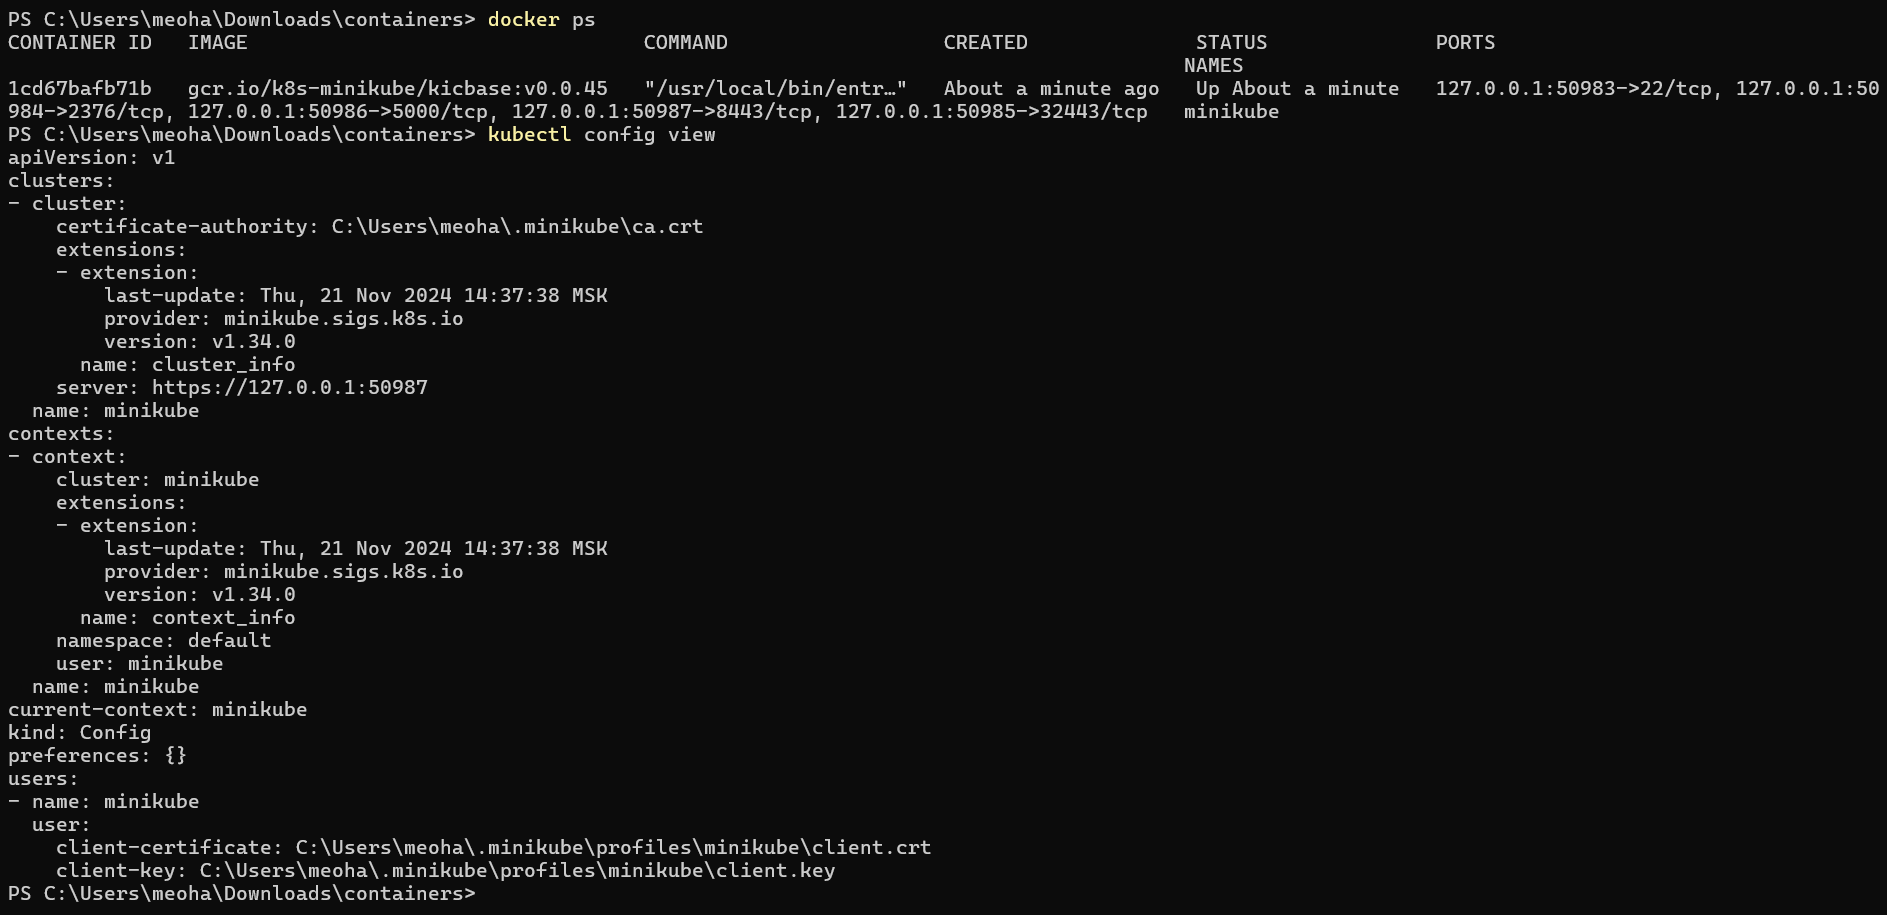 PS C:\Users\meoha\Downloads\containers> docker ps
CONTAINER ID   IMAGE                                 COMMAND                  CREATED              STATUS              PORTS
                                                                                                  NAMES
1cd67bafb71b   gcr.io/k8s-minikube/kicbase:v0.0.45   "/usr/local/bin/entr…"   About a minute ago   Up About a minute   127.0.0.1:50983->22/tcp, 127.0.0.1:50
984->2376/tcp, 127.0.0.1:50986->5000/tcp, 127.0.0.1:50987->8443/tcp, 127.0.0.1:50985->32443/tcp   minikube
PS C:\Users\meoha\Downloads\containers> kubectl config view
apiVersion: v1
clusters:
- cluster:
    certificate-authority: C:\Users\meoha\.minikube\ca.crt
    extensions:
    - extension:
        last-update: Thu, 21 Nov 2024 14:37:38 MSK
        provider: minikube.sigs.k8s.io
        version: v1.34.0
      name: cluster_info
    server: https://127.0.0.1:50987
  name: minikube
contexts:
- context:
    cluster: minikube
    extensions:
    - extension:
        last-update: Thu, 21 Nov 2024 14:37:38 MSK
        provider: minikube.sigs.k8s.io
        version: v1.34.0
      name: context_info
    namespace: default
    user: minikube
  name: minikube
current-context: minikube
kind: Config
preferences: {}
users:
- name: minikube
  user:
    client-certificate: C:\Users\meoha\.minikube\profiles\minikube\client.crt
    client-key: C:\Users\meoha\.minikube\profiles\minikube\client.key
PS C:\Users\meoha\Downloads\containers>